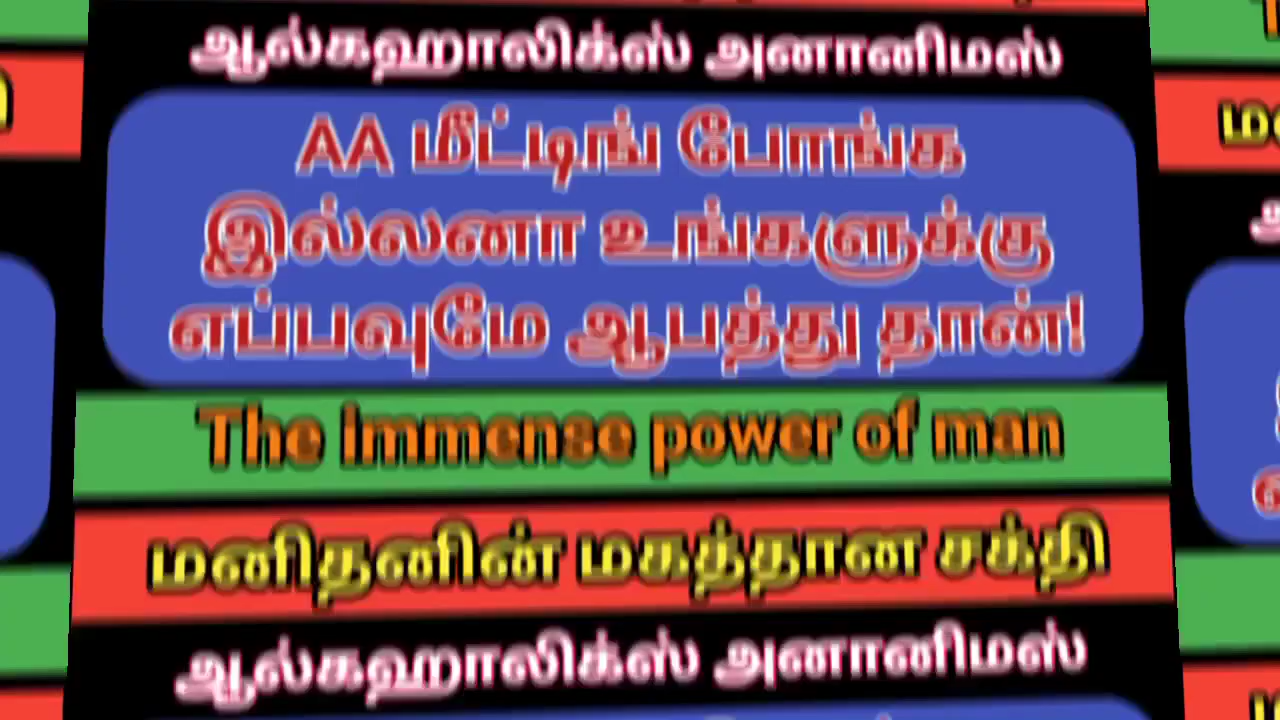 ஆல்கஹாலிக்ஸ் அனானிமஸ்
AA மீட்டிங் போங்க
இல்லனா உங்களுக்கு
எப்பவுமே ஆபத்து தான்!
The immense power of man
மனிதனின் மகத்தான சக்தி
ஆல்கஹாலிக்ஸ் அனானிமஸ்